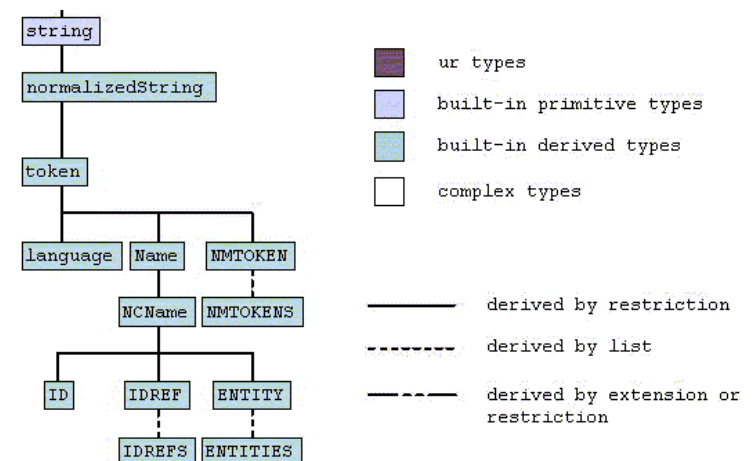 string
normalizedString
token
language Name NMTOKEN
NCName NMTOKENS
ID IDREF ENTITY
IDREFS ENTITIES
ur types
built-in primitive types
built-in derived types
complex types
derived by restriction
derived by list
derived by extension or
restriction